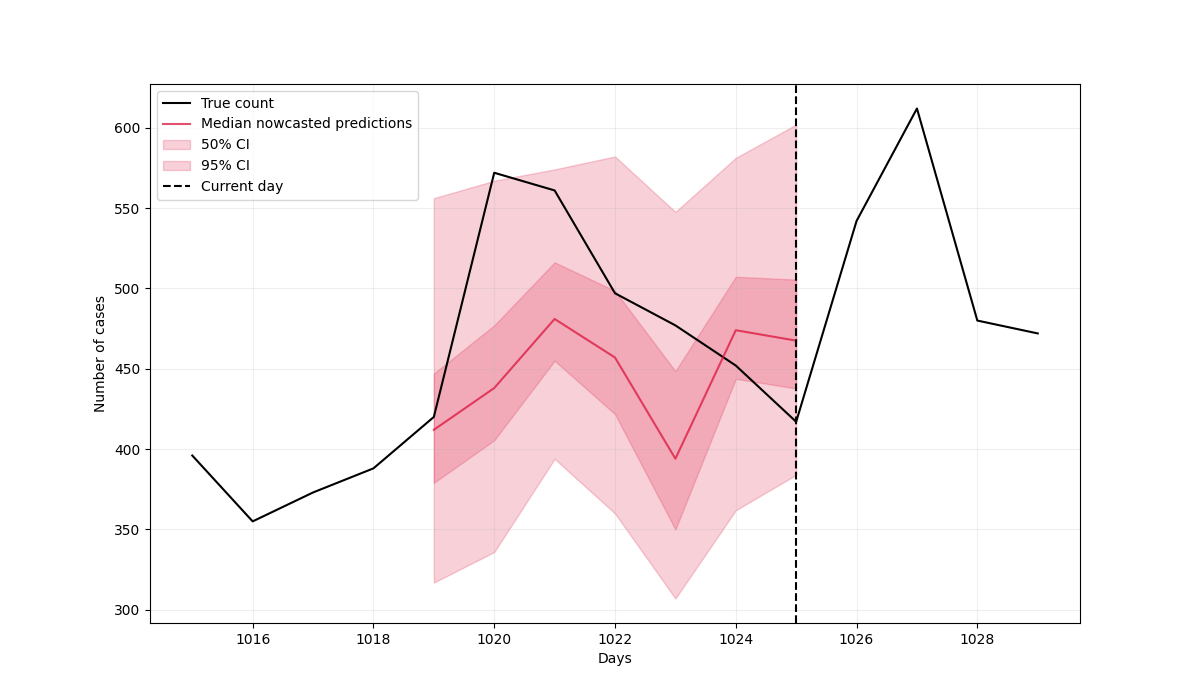 True count
Median nowcasted predictions
50% CI
95% CI
Current day
600
550
500
450
400
350
300
Number of cases
1016 1018 1020 1022 1024 1026 1028
Days